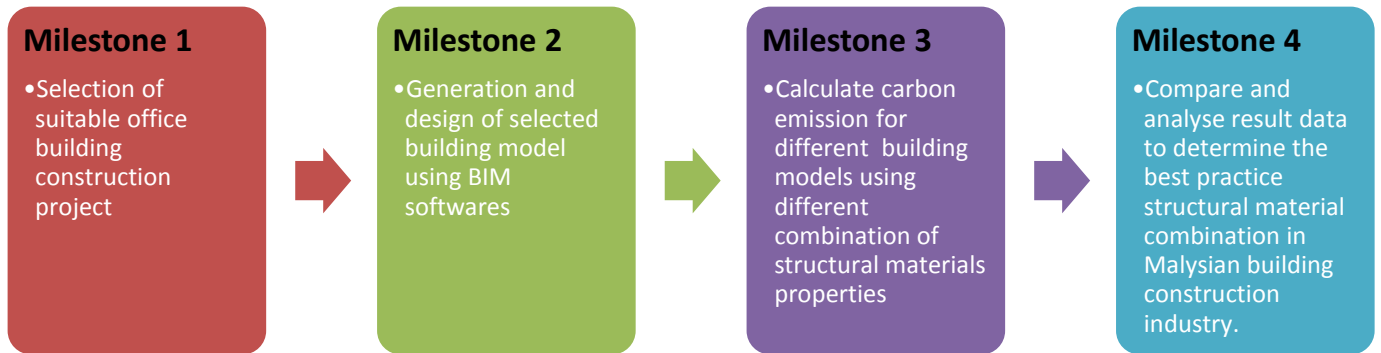 Milestone 1
•Selection of
suitable office
building
construction
project
Milestone 2
•Generation and
design of selected
building model
using BIM
softwares
Milestone 3
•Calculate carbon
emission for
different building
models using
different
combination of
structural materials
properties
Milestone 4
•Compare and
analyse result data
to determine the
best practice
structural material
combination in
Malysian building
construction
industry.